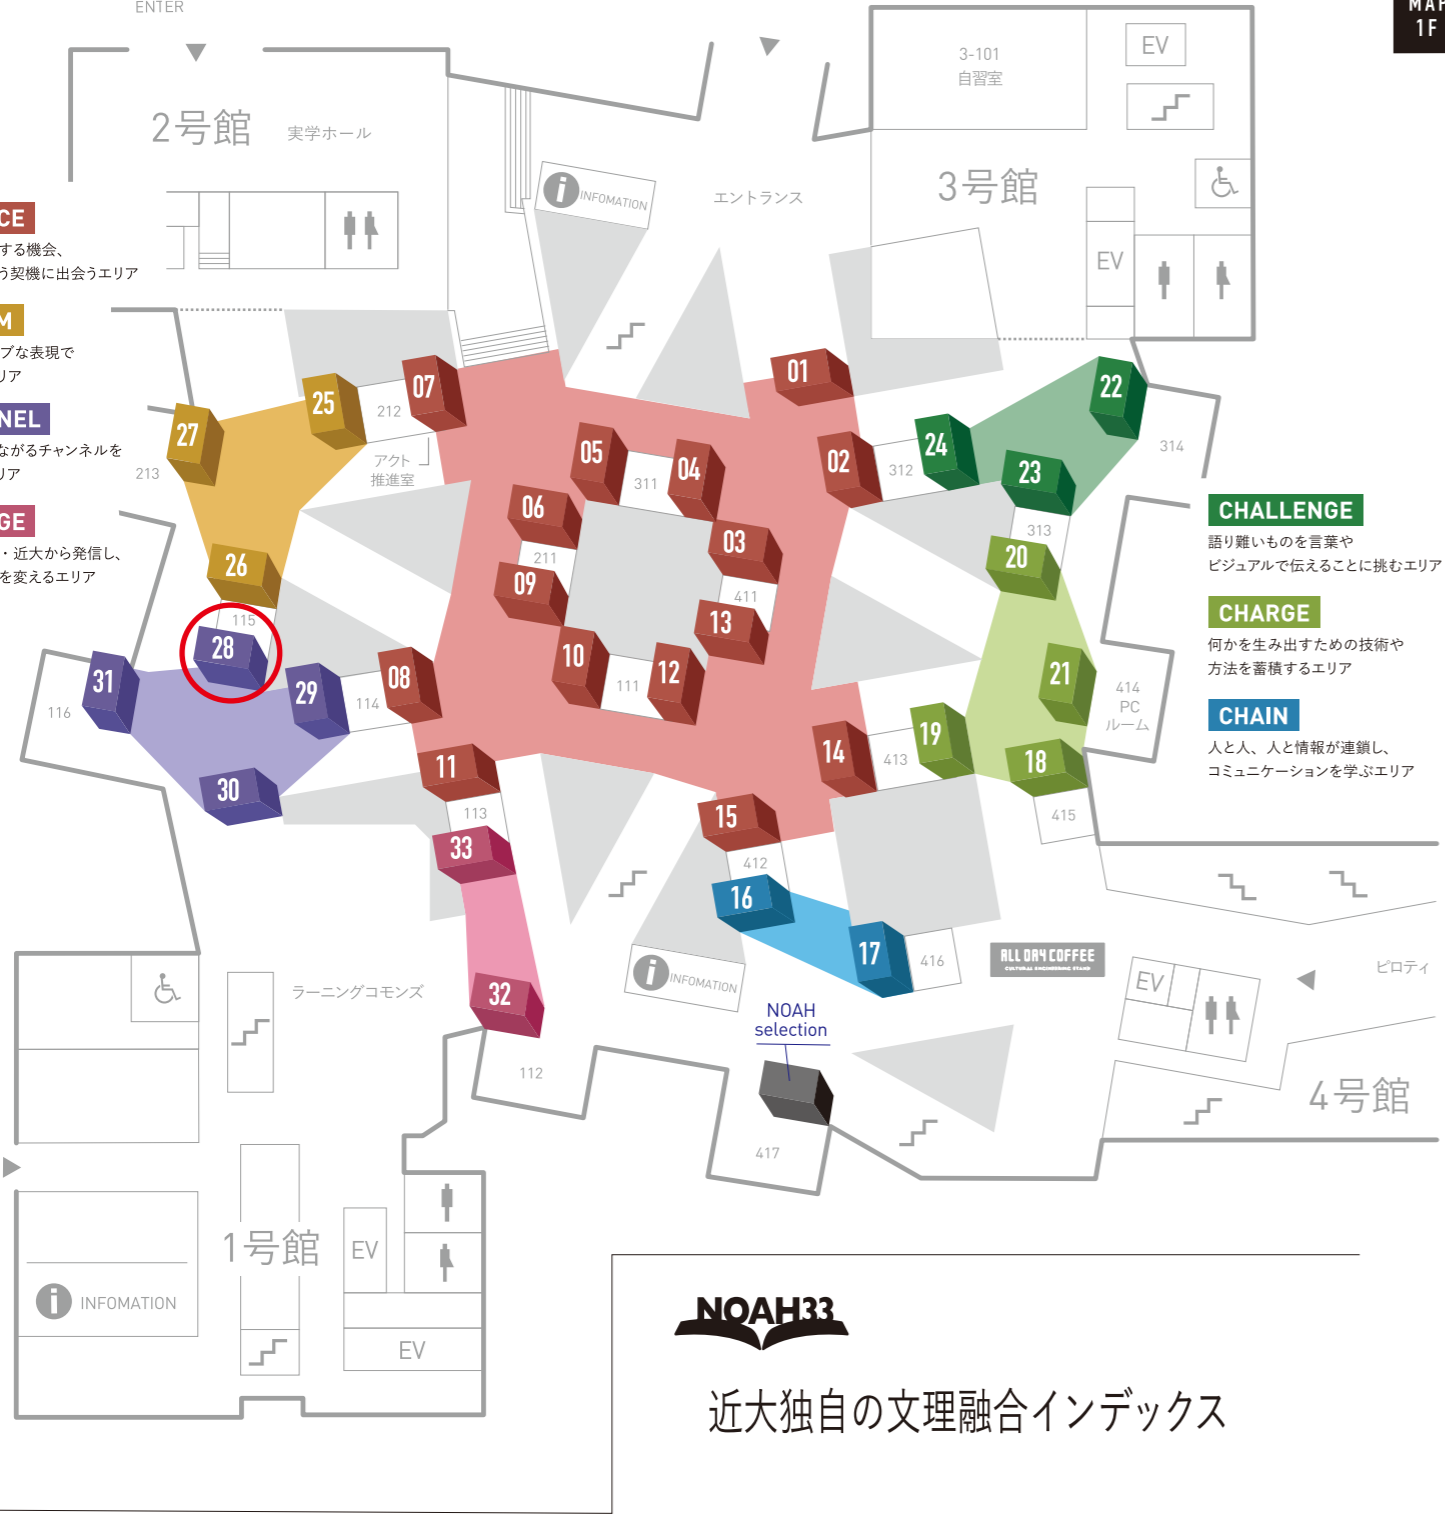 ENTER
MAP
1F
2号館
実学ホール
INFOMATION
エントランス
3-101
自習室
EV
3号館
EV
CE
する機会、
う契機に出会うエリア
M
ブな表現で
リア
NEL
ながるチャンネルを
リア
GE
・近大から発信し、
を変えるエリア
01
02
03
04
05
06
07
08
09
10
11
12
13
14
15
16
17
18
19
20
21
22
23
24
25
26
27
28
29
30
31
32
33
212
アクト
推進室
213
311
211
411
111
312
314
313
115
116
114
113
412
413
414
PC
ルーム
415
416
112
417
CHALLENGE
語り難いものを言葉や
ビジュアルで伝えることに挑むエリア
CHARGE
何かを生み出すための技術や
方法を蓄積するエリア
CHAIN
人と人、人と情報が連鎖し、
コミュニケーションを学ぶエリア
ラーニングコモンズ
INFOMATION
NOAH
selection
ALL DAY COFFEE
CULTURAL ENGINEERING STAND
EV
ピロティ
4号館
1号館
EV
EV
INFOMATION
NOAH33
近大独自の文理融合インデックス